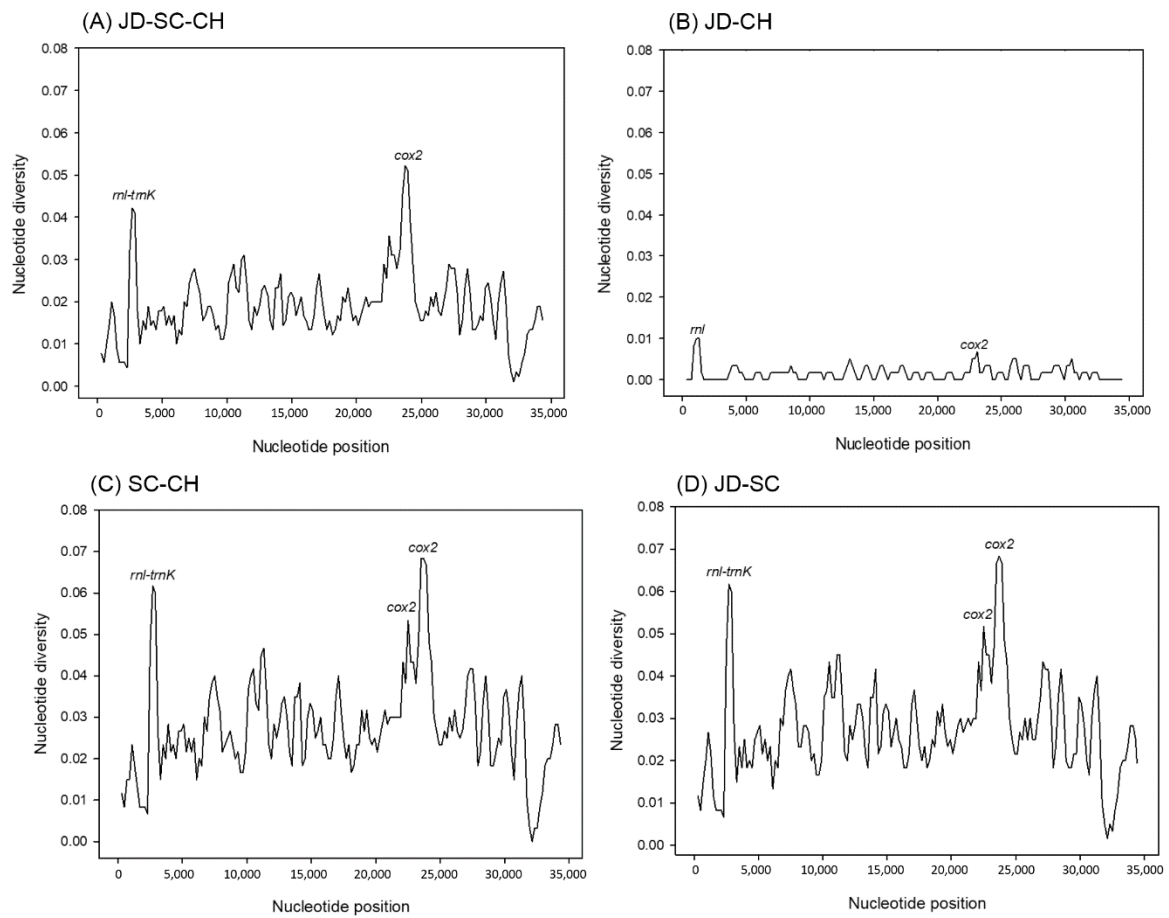 (A) JD-SC-CH
0.08
0.07
0.06
0.05
0.04
0.03
0.02
0.01
0.00
Nucleotide diversity
rnl-trnK
cox2
0 5,000 10,000 15,000 20,000 25,000 30,000 35,000
Nucleotide position
(B) JD-CH
0.08
0.07
0.06
0.05
0.04
0.03
0.02
0.01
0.00
Nucleotide diversity
rnl
cox2
0 5,000 10,000 15,000 20,000 25,000 30,000 35,000
Nucleotide position
(C) SC-CH
0.08
0.07
0.06
0.05
0.04
0.03
0.02
0.01
0.00
Nucleotide diversity
rnl-trnK
cox2
cox2
0 5,000 10,000 15,000 20,000 25,000 30,000 35,000
Nucleotide position
(D) JD-SC
0.08
0.07
0.06
0.05
0.04
0.03
0.02
0.01
0.00
Nucleotide diversity
rnl-trnK
cox2
cox2
0 5,000 10,000 15,000 20,000 25,000 30,000 35,000
Nucleotide position